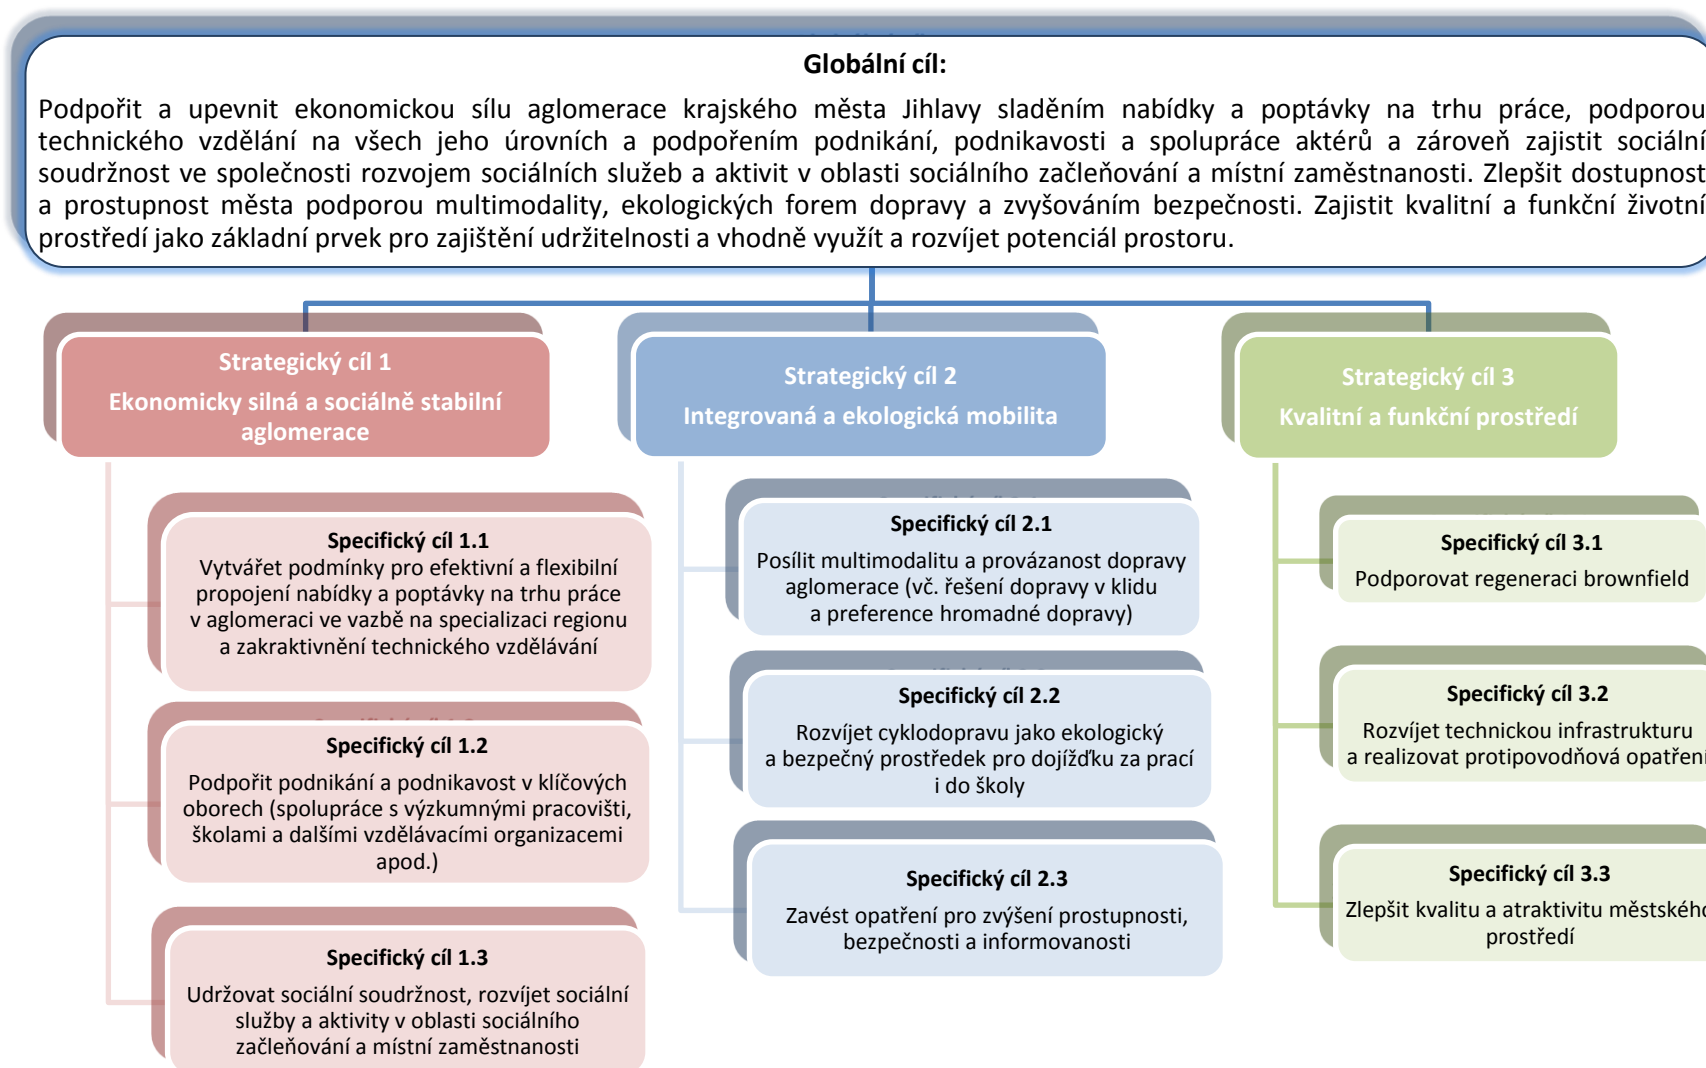 Globální cíl:
Podpořit a upevnit ekonomickou sílu aglomerace krajského města Jihlavy sladěním nabídky a poptávky na trhu práce, podporou
technického vzdělání na všech jeho úrovních a podpořením podnikání, podnikavosti a spolupráce aktérů a zároveň zajistit sociální
soudržnost ve společnosti rozvojem sociálních služeb a aktivit v oblasti sociálního začleňování a místní zaměstnanosti. Zlepšit dostupnost
a prostupnost města podporou multimodality, ekologických forem dopravy a zvyšováním bezpečnosti. Zajistit kvalitní a funkční životní
prostředí jako základní prvek pro zajištění udržitelnosti a vhodně využít a rozvíjet potenciál prostoru.
Strategický cíl 1
Ekonomicky silná a sociálně stabilní
aglomerace
Specifický cíl 1.1
Vytvářet podmínky pro efektivní a flexibilní
propojení nabídky a poptávky na trhu práce
v aglomeraci ve vazbě na specializaci regionu
a zakraktivnění technického vzdělávání
Specifický cíl 1.2
Podpořit podnikání a podnikavost v klíčových
oborech (spolupráce s výzkumnými pracovišti,
školami a dalšími vzdělávacími organizacemi
apod.)
Specifický cíl 1.3
Udržovat sociální soudržnost, rozvíjet sociální
služby a aktivity v oblasti sociálního
začleňování a místní zaměstnanosti
Strategický cíl 2
Integrovaná a ekologická mobilita
Specifický cíl 2.1
Posílit multimodalitu a provázanost dopravy
aglomerace (vč. řešení dopravy v klidu
a preference hromadné dopravy)
Specifický cíl 2.2
Rozvíjet cyklodopravu jako ekologický
a bezpečný prostředek pro dojížďku za prací
i do školy
Specifický cíl 2.3
Zavést opatření pro zvýšení prostupnosti,
bezpečnosti a informovanosti
Strategický cíl 3
Kvalitní a funkční prostředí
Specifický cíl 3.1
Podporovat regeneraci brownfield
Specifický cíl 3.2
Rozvíjet technickou infrastrukturu
a realizovat protipovodňová opatření
Specifický cíl 3.3
Zlepšit kvalitu a atraktivitu městského
prostředí